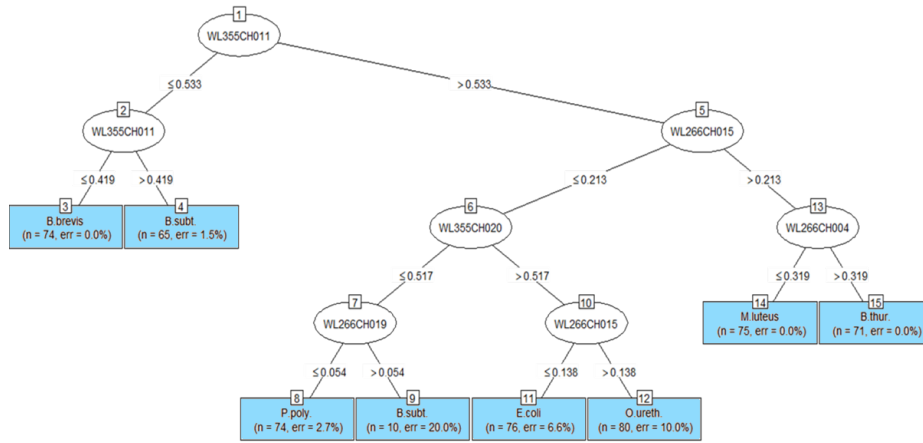 1
WL355CH011
≤0.533
>0.533
2
WL355CH011
5
WL266CH015
≤0.419
>0.419
≤0.213
>0.213
3
B.brevis
(n = 74, err = 0.0%)
4
B.subt.
(n = 65, err = 1.5%)
6
WL355CH020
13
WL266CH004
≤0.517
>0.517
≤0.319
>0.319
7
WL266CH019
10
WL266CH015
14
M.luteus
(n = 75, err = 0.0%)
15
B.thur.
(n = 71, err = 0.0%)
≤0.054
>0.054
≤0.138
>0.138
8
P.poly.
(n = 74, err = 2.7%)
9
B.subt.
(n = 10, err = 20.0%)
11
E.coli
(n = 76, err = 6.6%)
12
O.ureth.
(n = 80, err = 10.0%)